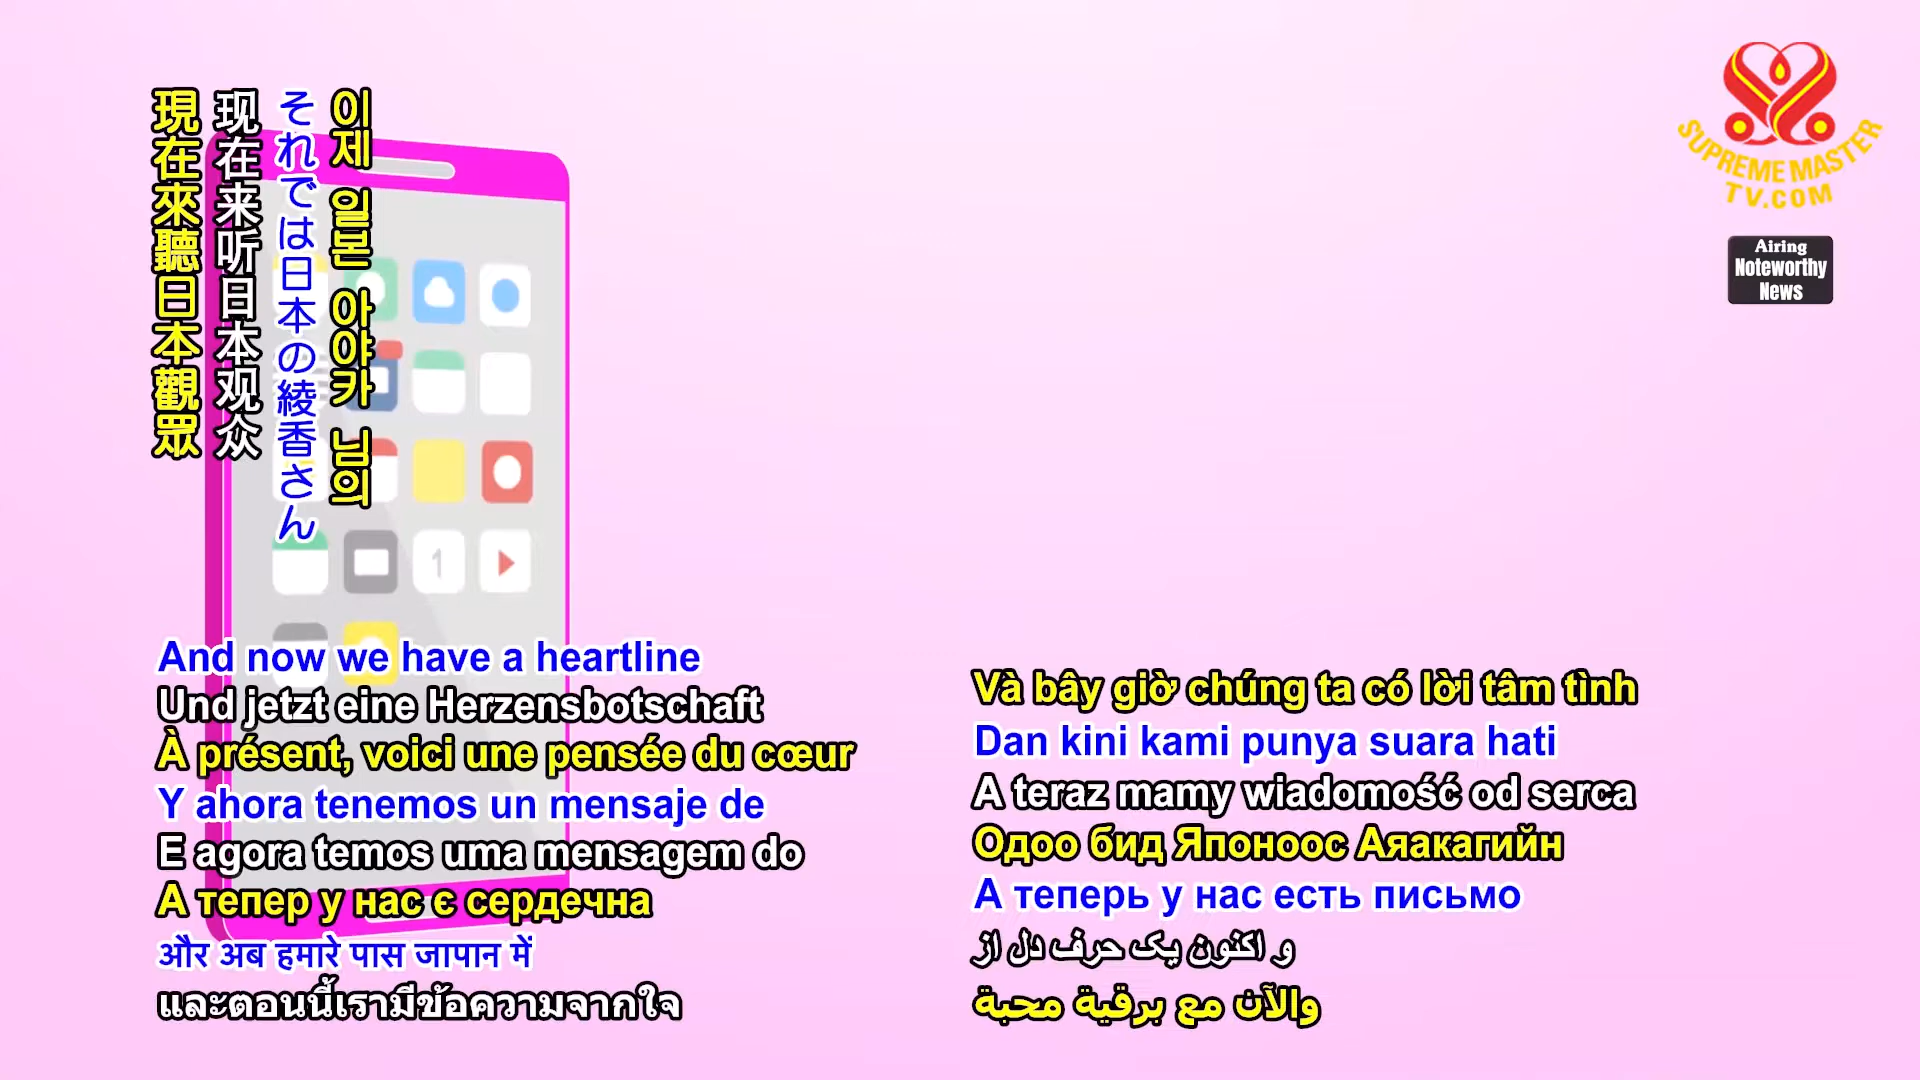 現在來聽日本觀眾
现在来听日本观众
それでは日本の綾香さん
이제 일본 아야카 님의
SUPREME MASTER
TV.COM
Airing
Noteworthy
News
1
And now we have a heartline
Und jetzt eine Herzensbotschaft
À présent, voici une pensée du cœur
Y ahora tenemos un mensaje de
E agora temos uma mensagem do
А тепер у нас є сердечна
और अब हमारे पास जापान में
และตอนนี้เรามีข้อความจากใจ
Và bây giờ chúng ta có lời tâm tình
Dan kini kami punya suara hati
A teraz mamy wiadomość od serca
Одоо бид Японоос Аяакагийн
А теперь у нас есть письмо
و اکنون یک حرف دل از
والآن مع برقية محبة